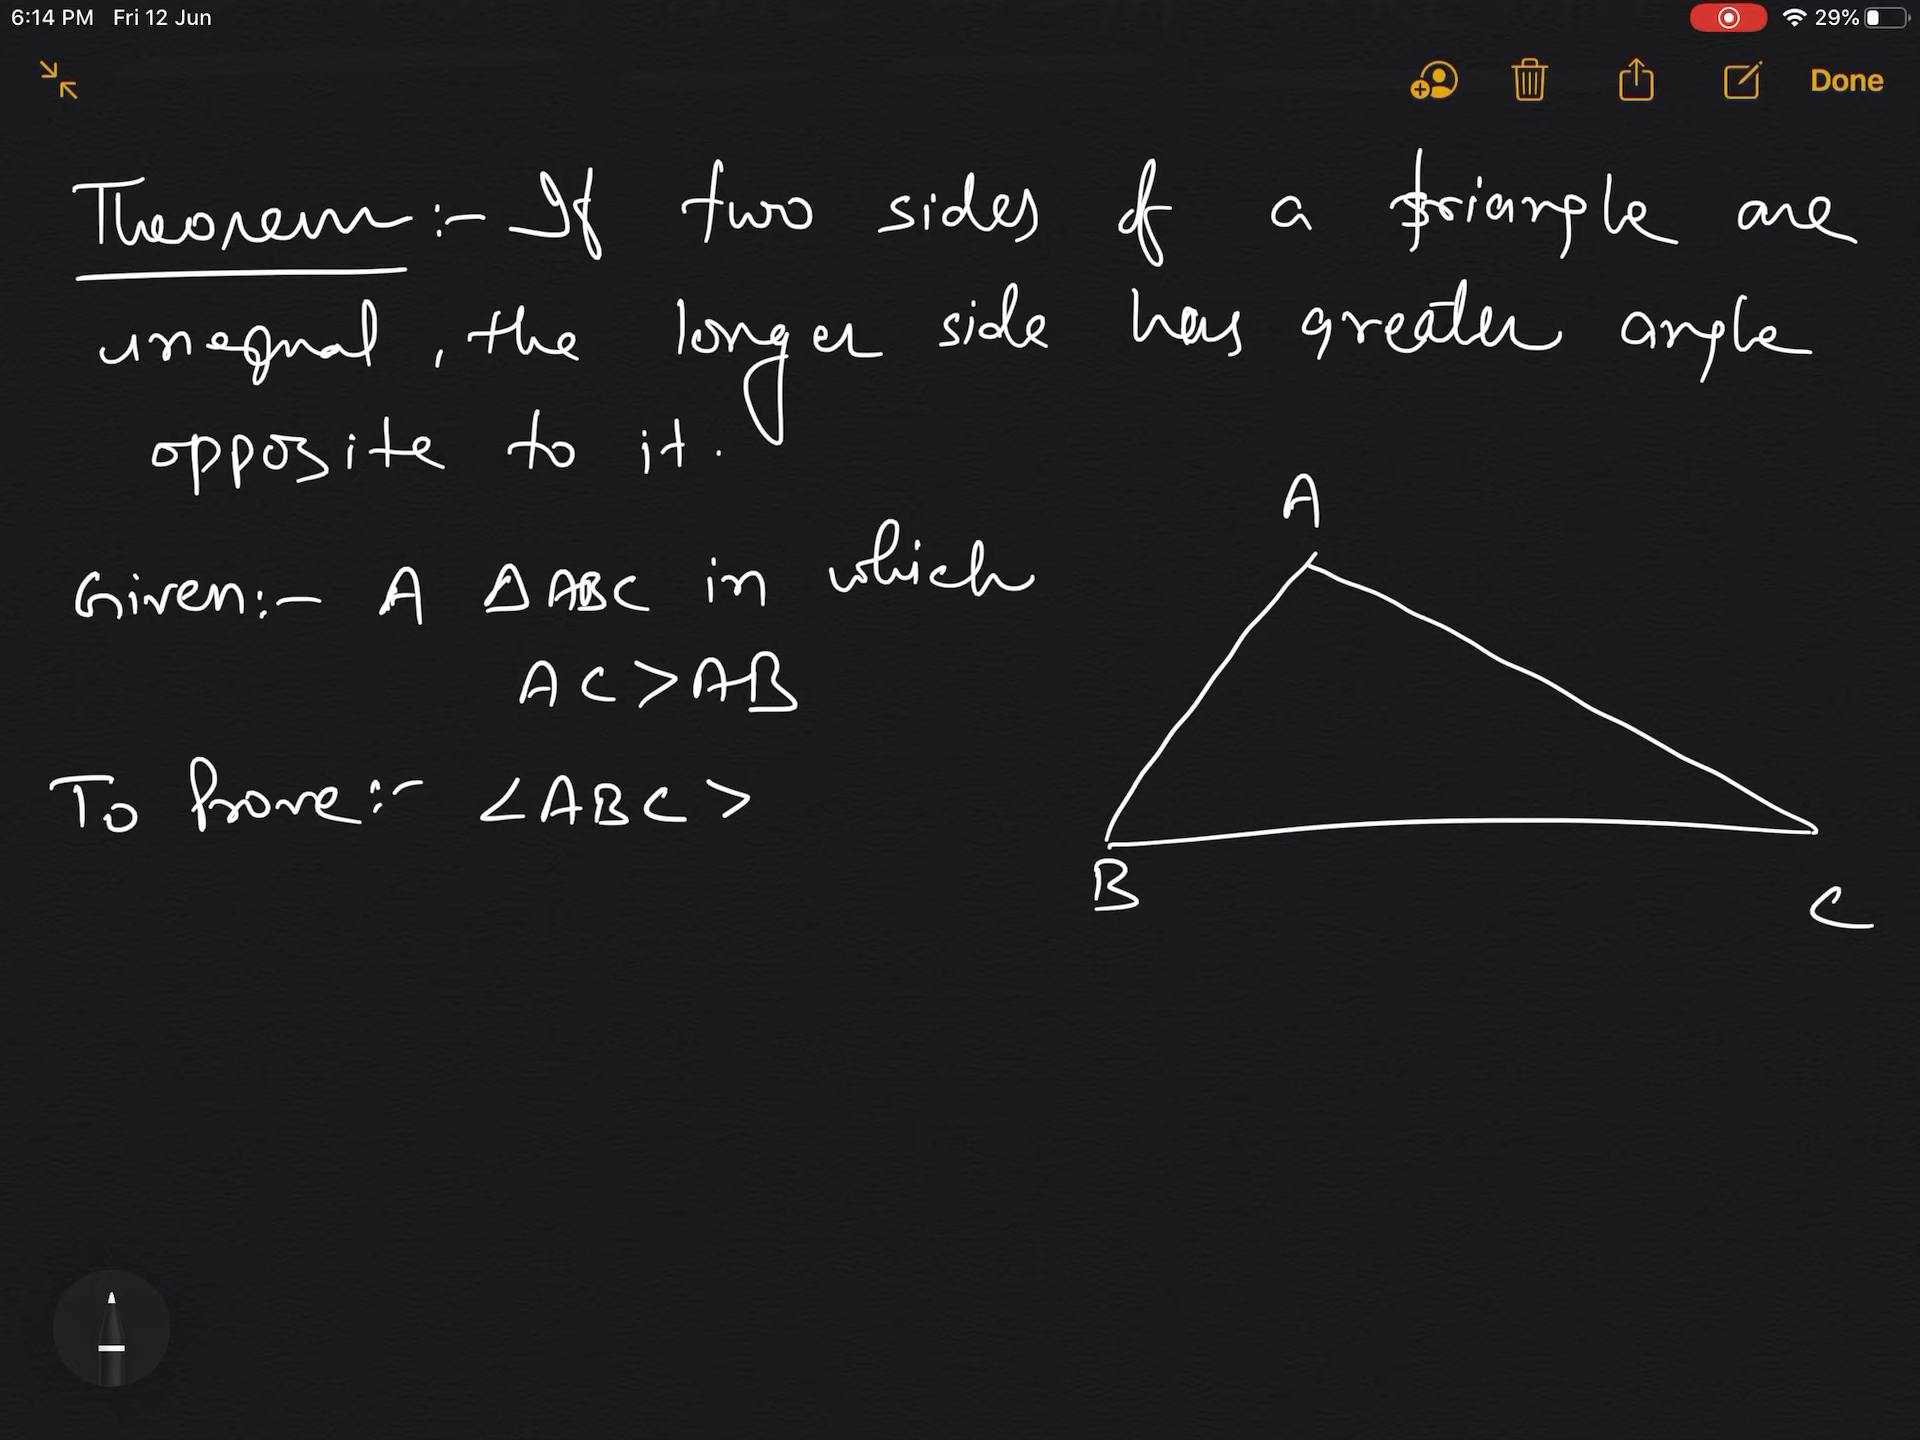 6:14 PM Fri 12 Jun 29%
Done
Theorem:- If two sides of a triangle are
unequal, the longer side has greater angle
opposite to it.
A
Given:- A ΔABC in which
AC>AB
To Prove:- <ABC>
B
C